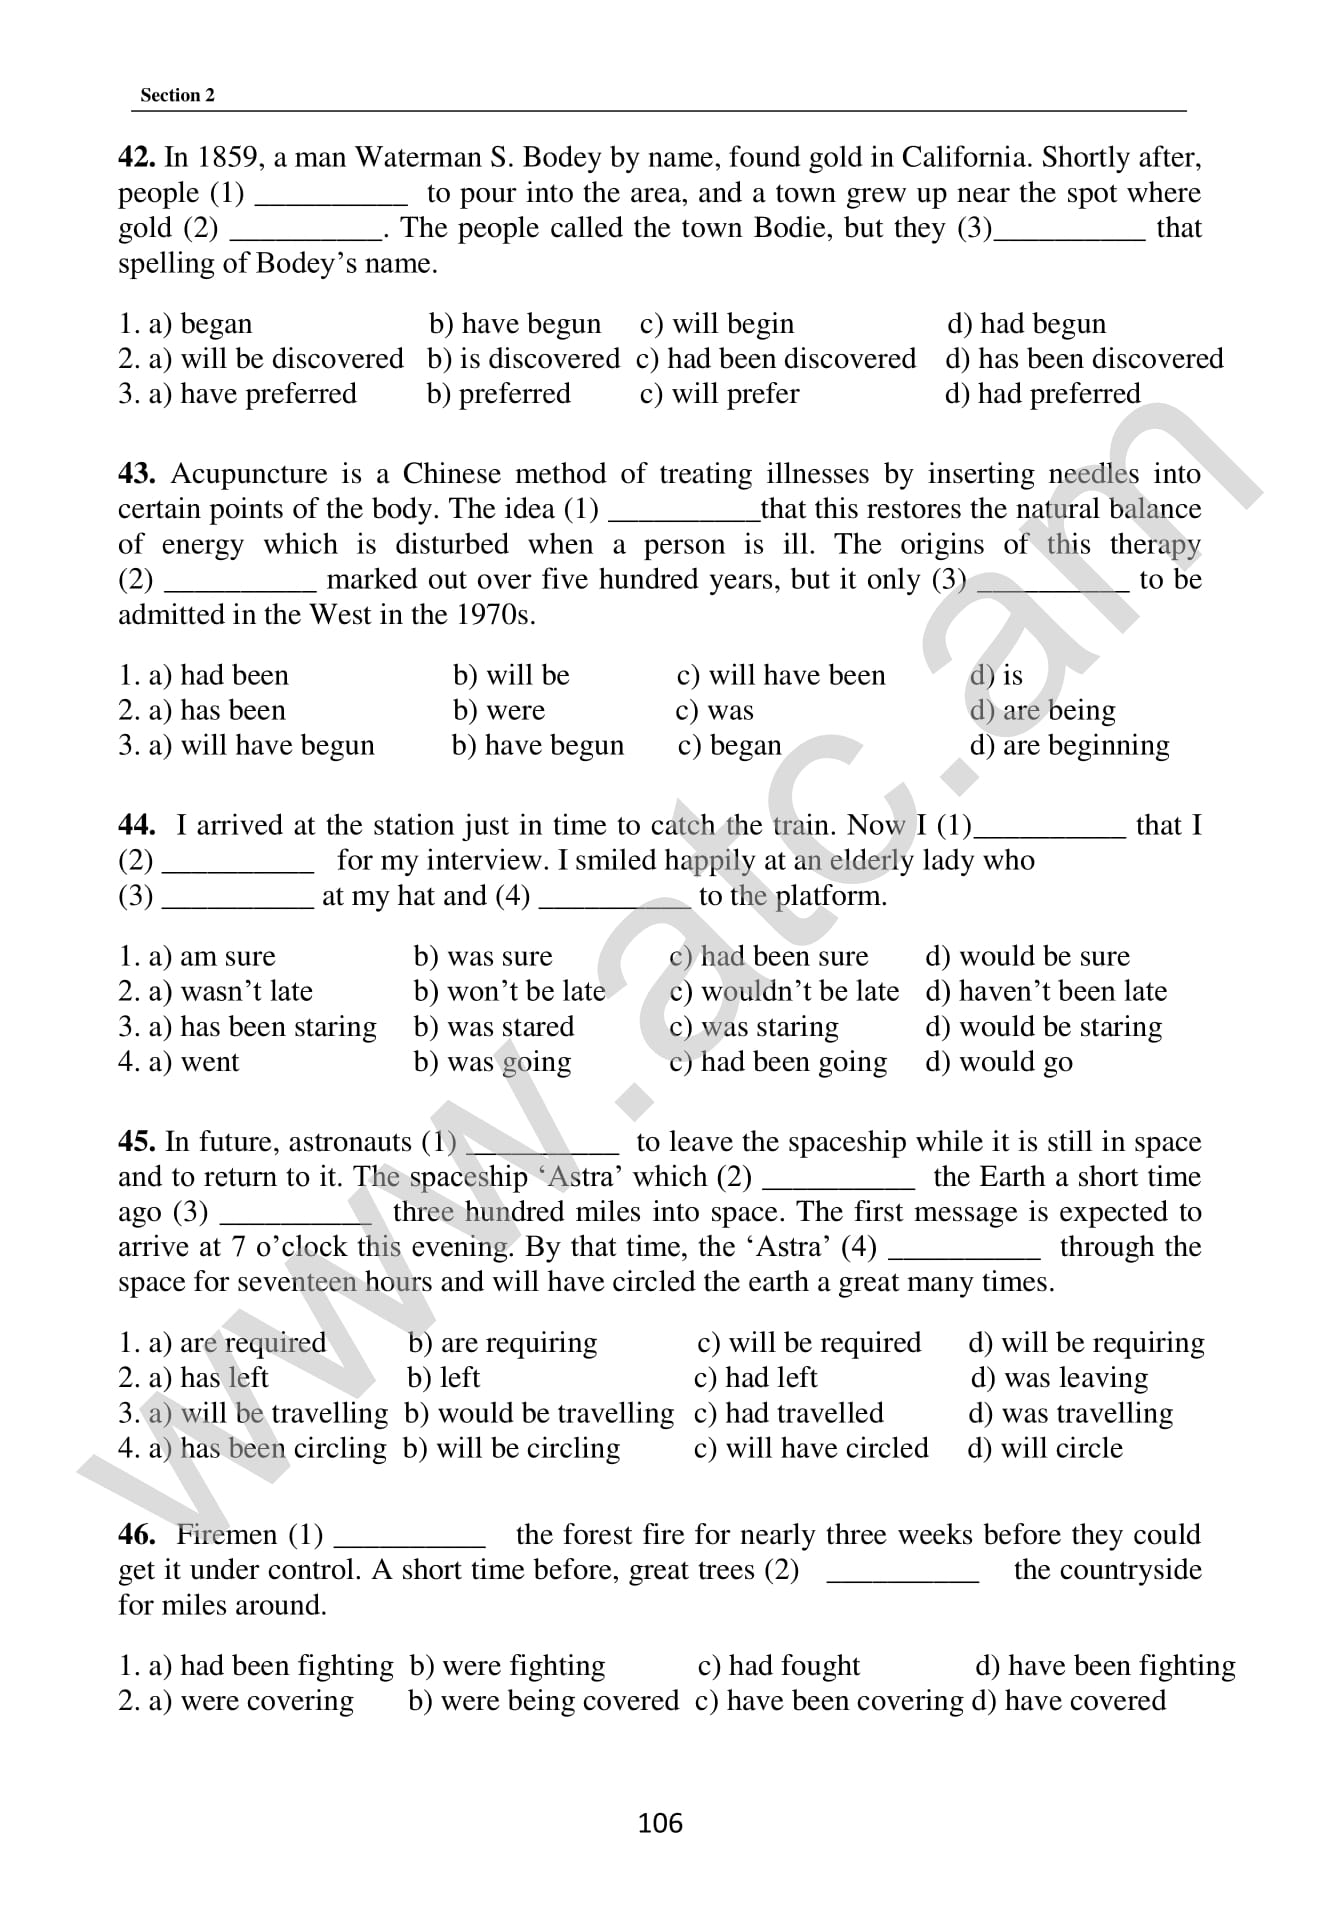 Section 2
42. In 1859, a man Waterman S. Bodey by name, found gold in California. Shortly after,
people (1) __________ to pour into the area, and a town grew up near the spot where
gold (2) __________. The people called the town Bodie, but they (3)__________ that
spelling of Bodey’s name.
1. a) began b) have begun c) will begin d) had begun
2. a) will be discovered b) is discovered c) had been discovered d) has been discovered
3. a) have preferred b) preferred c) will prefer d) had preferred
43. Acupuncture is a Chinese method of treating illnesses by inserting needles into
certain points of the body. The idea (1) __________that this restores the natural balance
of energy which is disturbed when a person is ill. The origins of this therapy
(2) __________ marked out over five hundred years, but it only (3) __________ to be
admitted in the West in the 1970s.
1. a) had been b) will be c) will have been d) is
2. a) has been b) were c) was d) are being
3. a) will have begun b) have begun c) began d) are beginning
44. I arrived at the station just in time to catch the train. Now I (1)__________ that I
(2) __________ for my interview. I smiled happily at an elderly lady who
(3) __________ at my hat and (4) __________ to the platform.
1. a) am sure b) was sure c) had been sure d) would be sure
2. a) wasn’t late b) won’t be late c) wouldn’t be late d) haven’t been late
3. a) has been staring b) was stared c) was staring d) would be staring
4. a) went b) was going c) had been going d) would go
45. In future, astronauts (1) __________ to leave the spaceship while it is still in space
and to return to it. The spaceship ‘Astra’ which (2) __________ the Earth a short time
ago (3) __________ three hundred miles into space. The first message is expected to
arrive at 7 o’clock this evening. By that time, the ‘Astra’ (4) __________ through the
space for seventeen hours and will have circled the earth a great many times.
1. a) are required b) are requiring c) will be required d) will be requiring
2. a) has left b) left c) had left d) was leaving
3. a) will be travelling b) would be travelling c) had travelled d) was travelling
4. a) has been circling b) will be circling c) will have circled d) will circle
46. Firemen (1) __________ the forest fire for nearly three weeks before they could
get it under control. A short time before, great trees (2) __________ the countryside
for miles around.
1. a) had been fighting b) were fighting c) had fought d) have been fighting
2. a) were covering b) were being covered c) have been covering d) have covered
106
www.atc.am